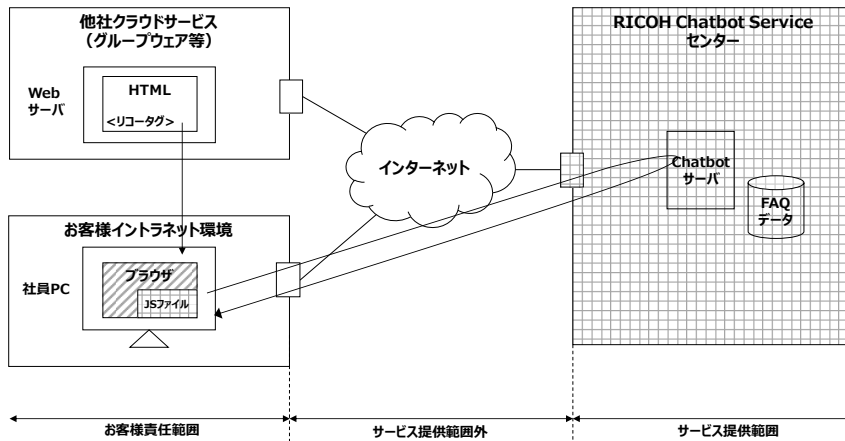 他社クラウドサービス
（グループウェア等）
Web
サーバ
HTML
<リコータグ>
お客様イントラネット環境
社員PC
ブラウザ
JSファイル
インターネット
RICOH Chatbot Service
センター
Chatbot
サーバ
FAQ
データ
お客様責任範囲
サービス提供範囲外
サービス提供範囲